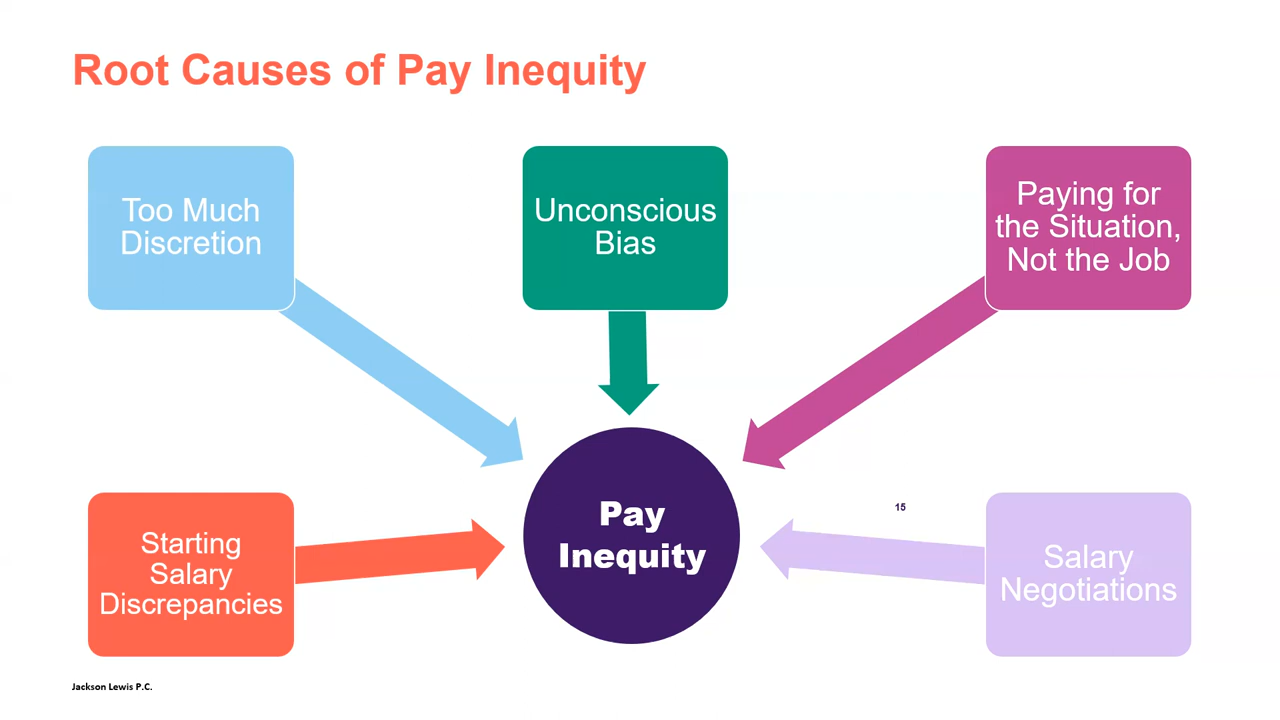 Root Causes of Pay Inequity
Too Much
Discretion
Unconscious
Bias
Paying for
the Situation,
Not the Job
Starting
Salary
Discrepancies
Pay
Inequity
15
Salary
Negotiations
Jackson Lewis P.C.